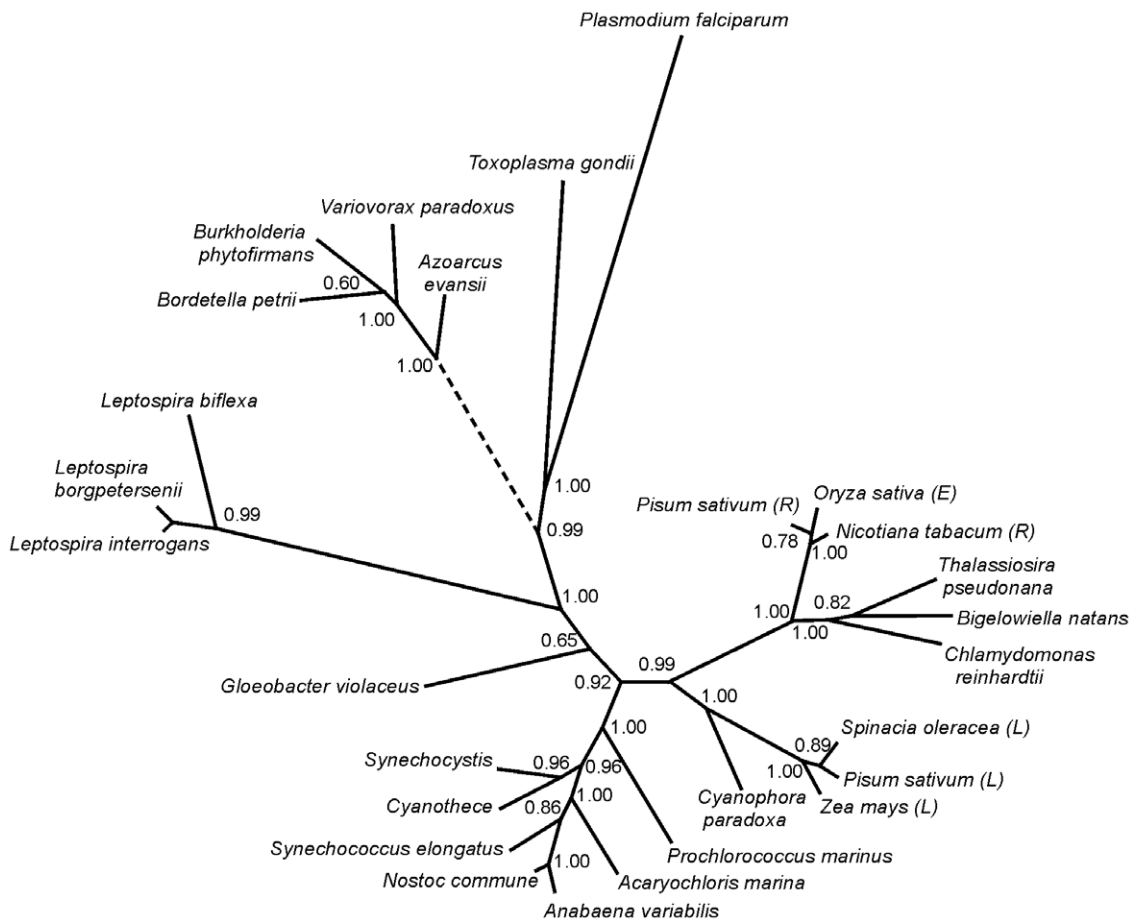 Plasmodium falciparum
Toxoplasma gondii
Variovorax paradoxus
Burkholderia
phytofirmans
Azoarcus
evansii
0.60
Bordetella petrii
1.00
1.00
Leptospira biflexa
Leptospira
borgpetersenii
0.99
Leptospira interrogans
1.00
0.99
Pisum sativum (R)
Oryza sativa (E)
Nicotiana tabacum (R)
0.78
1.00
Thalassiosira
pseudonana
1.00
1.00
0.82
1.00
Bigelowiella natans
Chlamydomonas
reinhardtii
0.65
Gloeobacter violaceus
0.92
0.99
1.00
1.00
Spinacia oleracea (L)
0.89
1.00
Pisum sativum (L)
Zea mays (L)
Cyanophora
paradoxa
Synechocystis
0.96
0.96
Cyanothece
0.86
1.00
Synechococcus elongatus
Prochlorococcus marinus
1.00
Nostoc commune
Acaryochloris marina
Anabaena variabilis